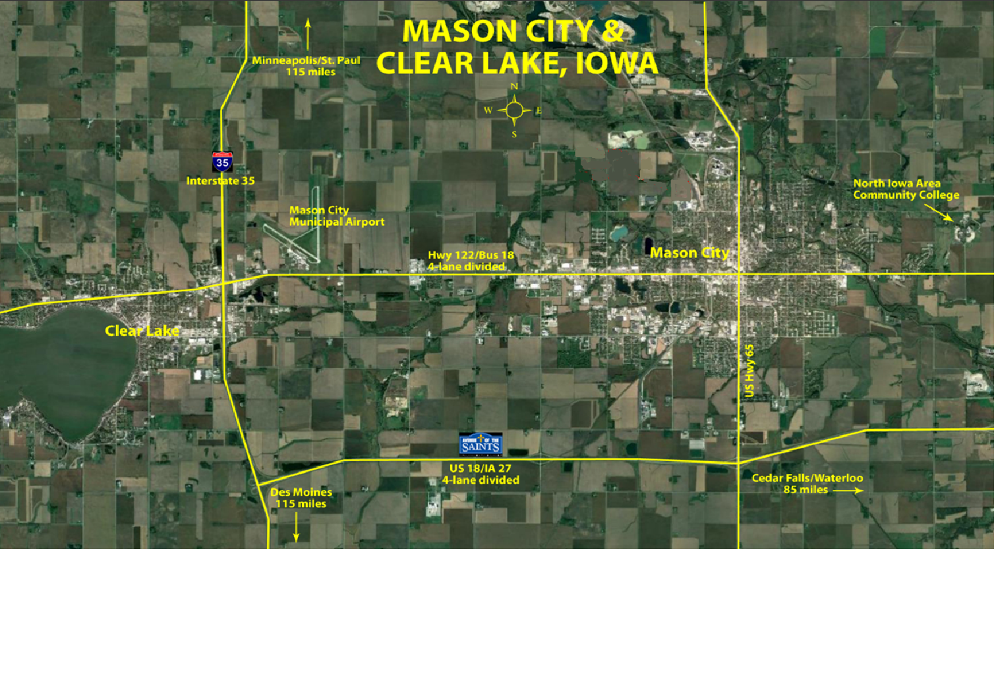 MASON CITY &
CLEAR LAKE, IOWA
Minneapolis/St. Paul
115 miles
N
W E
S
35
Interstate 35
North Iowa Area
Community College
Mason City
Municipal Airport
Hwy 122/Bus 18
4-lane divided
Mason City
Clear Lake
US Hwy 65
AVENUE OF THE
SAINTS
US 18/IA 27
4-lane divided
Cedar Falls/Waterloo
85 miles
Des Moines
115 miles